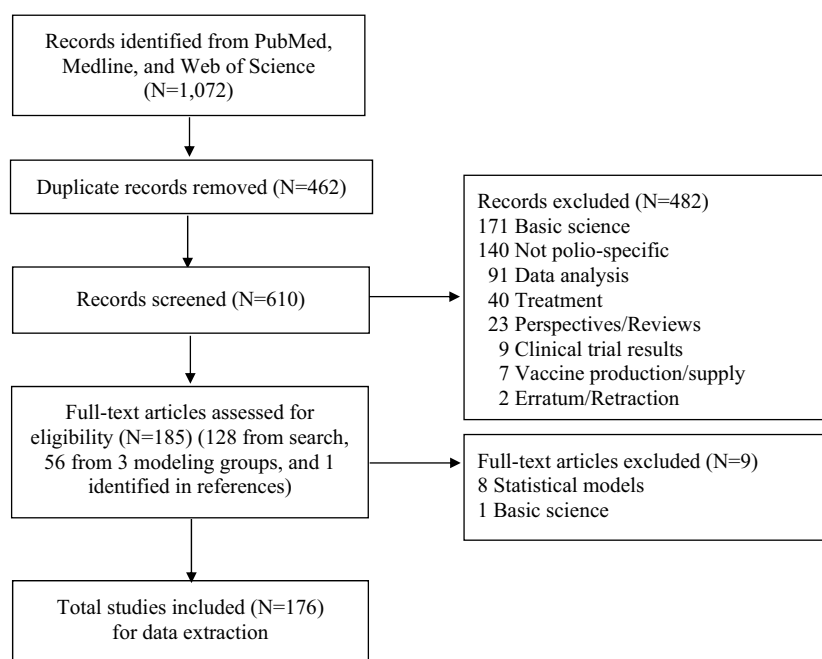 Records identified from PubMed,
Medline, and Web of Science
(N=1,072)
Duplicate records removed (N=462)
Records screened (N=610)
Records excluded (N=482)
171 Basic science
140 Not polio-specific
91 Data analysis
40 Treatment
23 Perspectives/Reviews
9 Clinical trial results
7 Vaccine production/supply
2 Erratum/Retraction
Full-text articles assessed for
eligibility (N=185) (128 from search,
56 from 3 modeling groups, and 1
identified in references)
Full-text articles excluded (N=9)
8 Statistical models
1 Basic science
Total studies included (N=176)
for data extraction